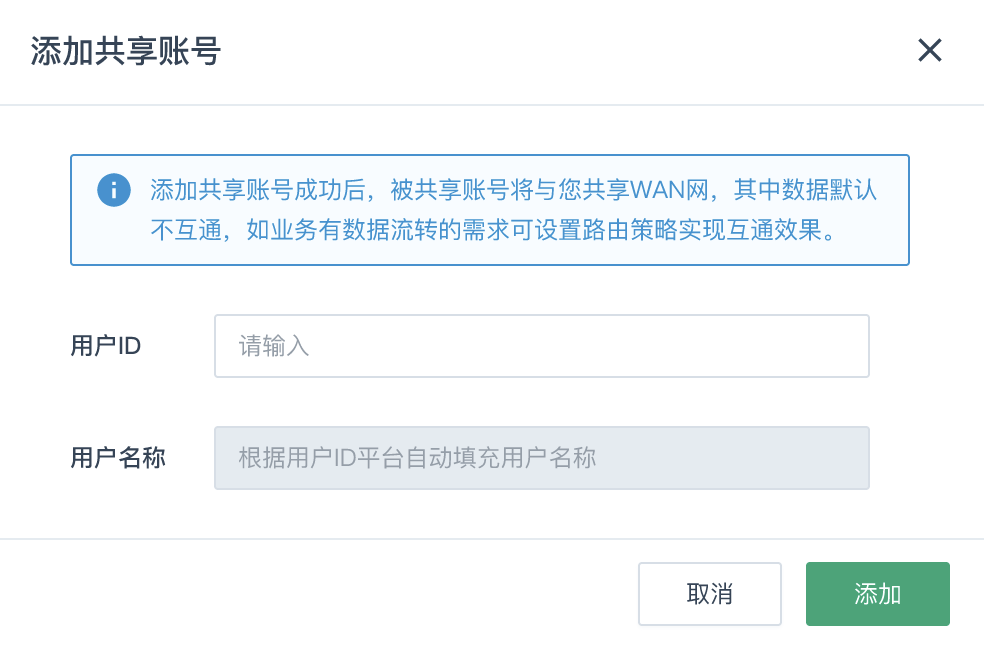 添加共享账号
添加共享账号成功后，被共享账号将与您共享WAN网，其中数据默认
不互通，如业务有数据流转的需求可设置路由策略实现互通效果。
用户ID
请输入
用户名称
根据用户ID平台自动填充用户名称
取消
添加